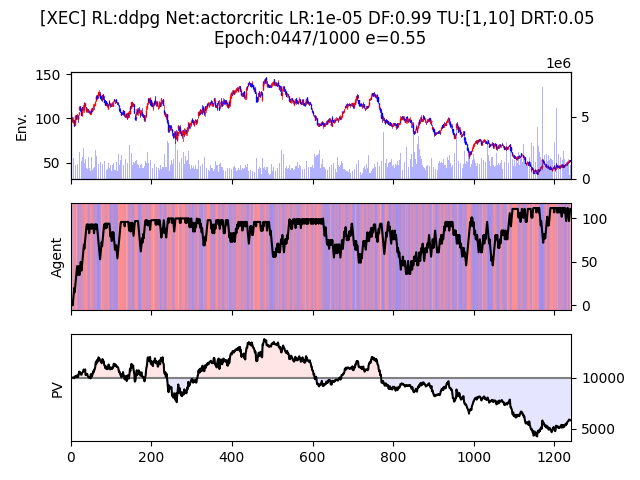 [XEC] RL:ddpg Net:actorcritic LR:1e-05 DF:0.99 TU:[1,10] DRT:0.05
Epoch:0447/1000 e=0.55
1e6
150
100
50
Env.
5
0
Agent
100
50
0
PV
10000
5000
0 200 400 600 800 1000 1200